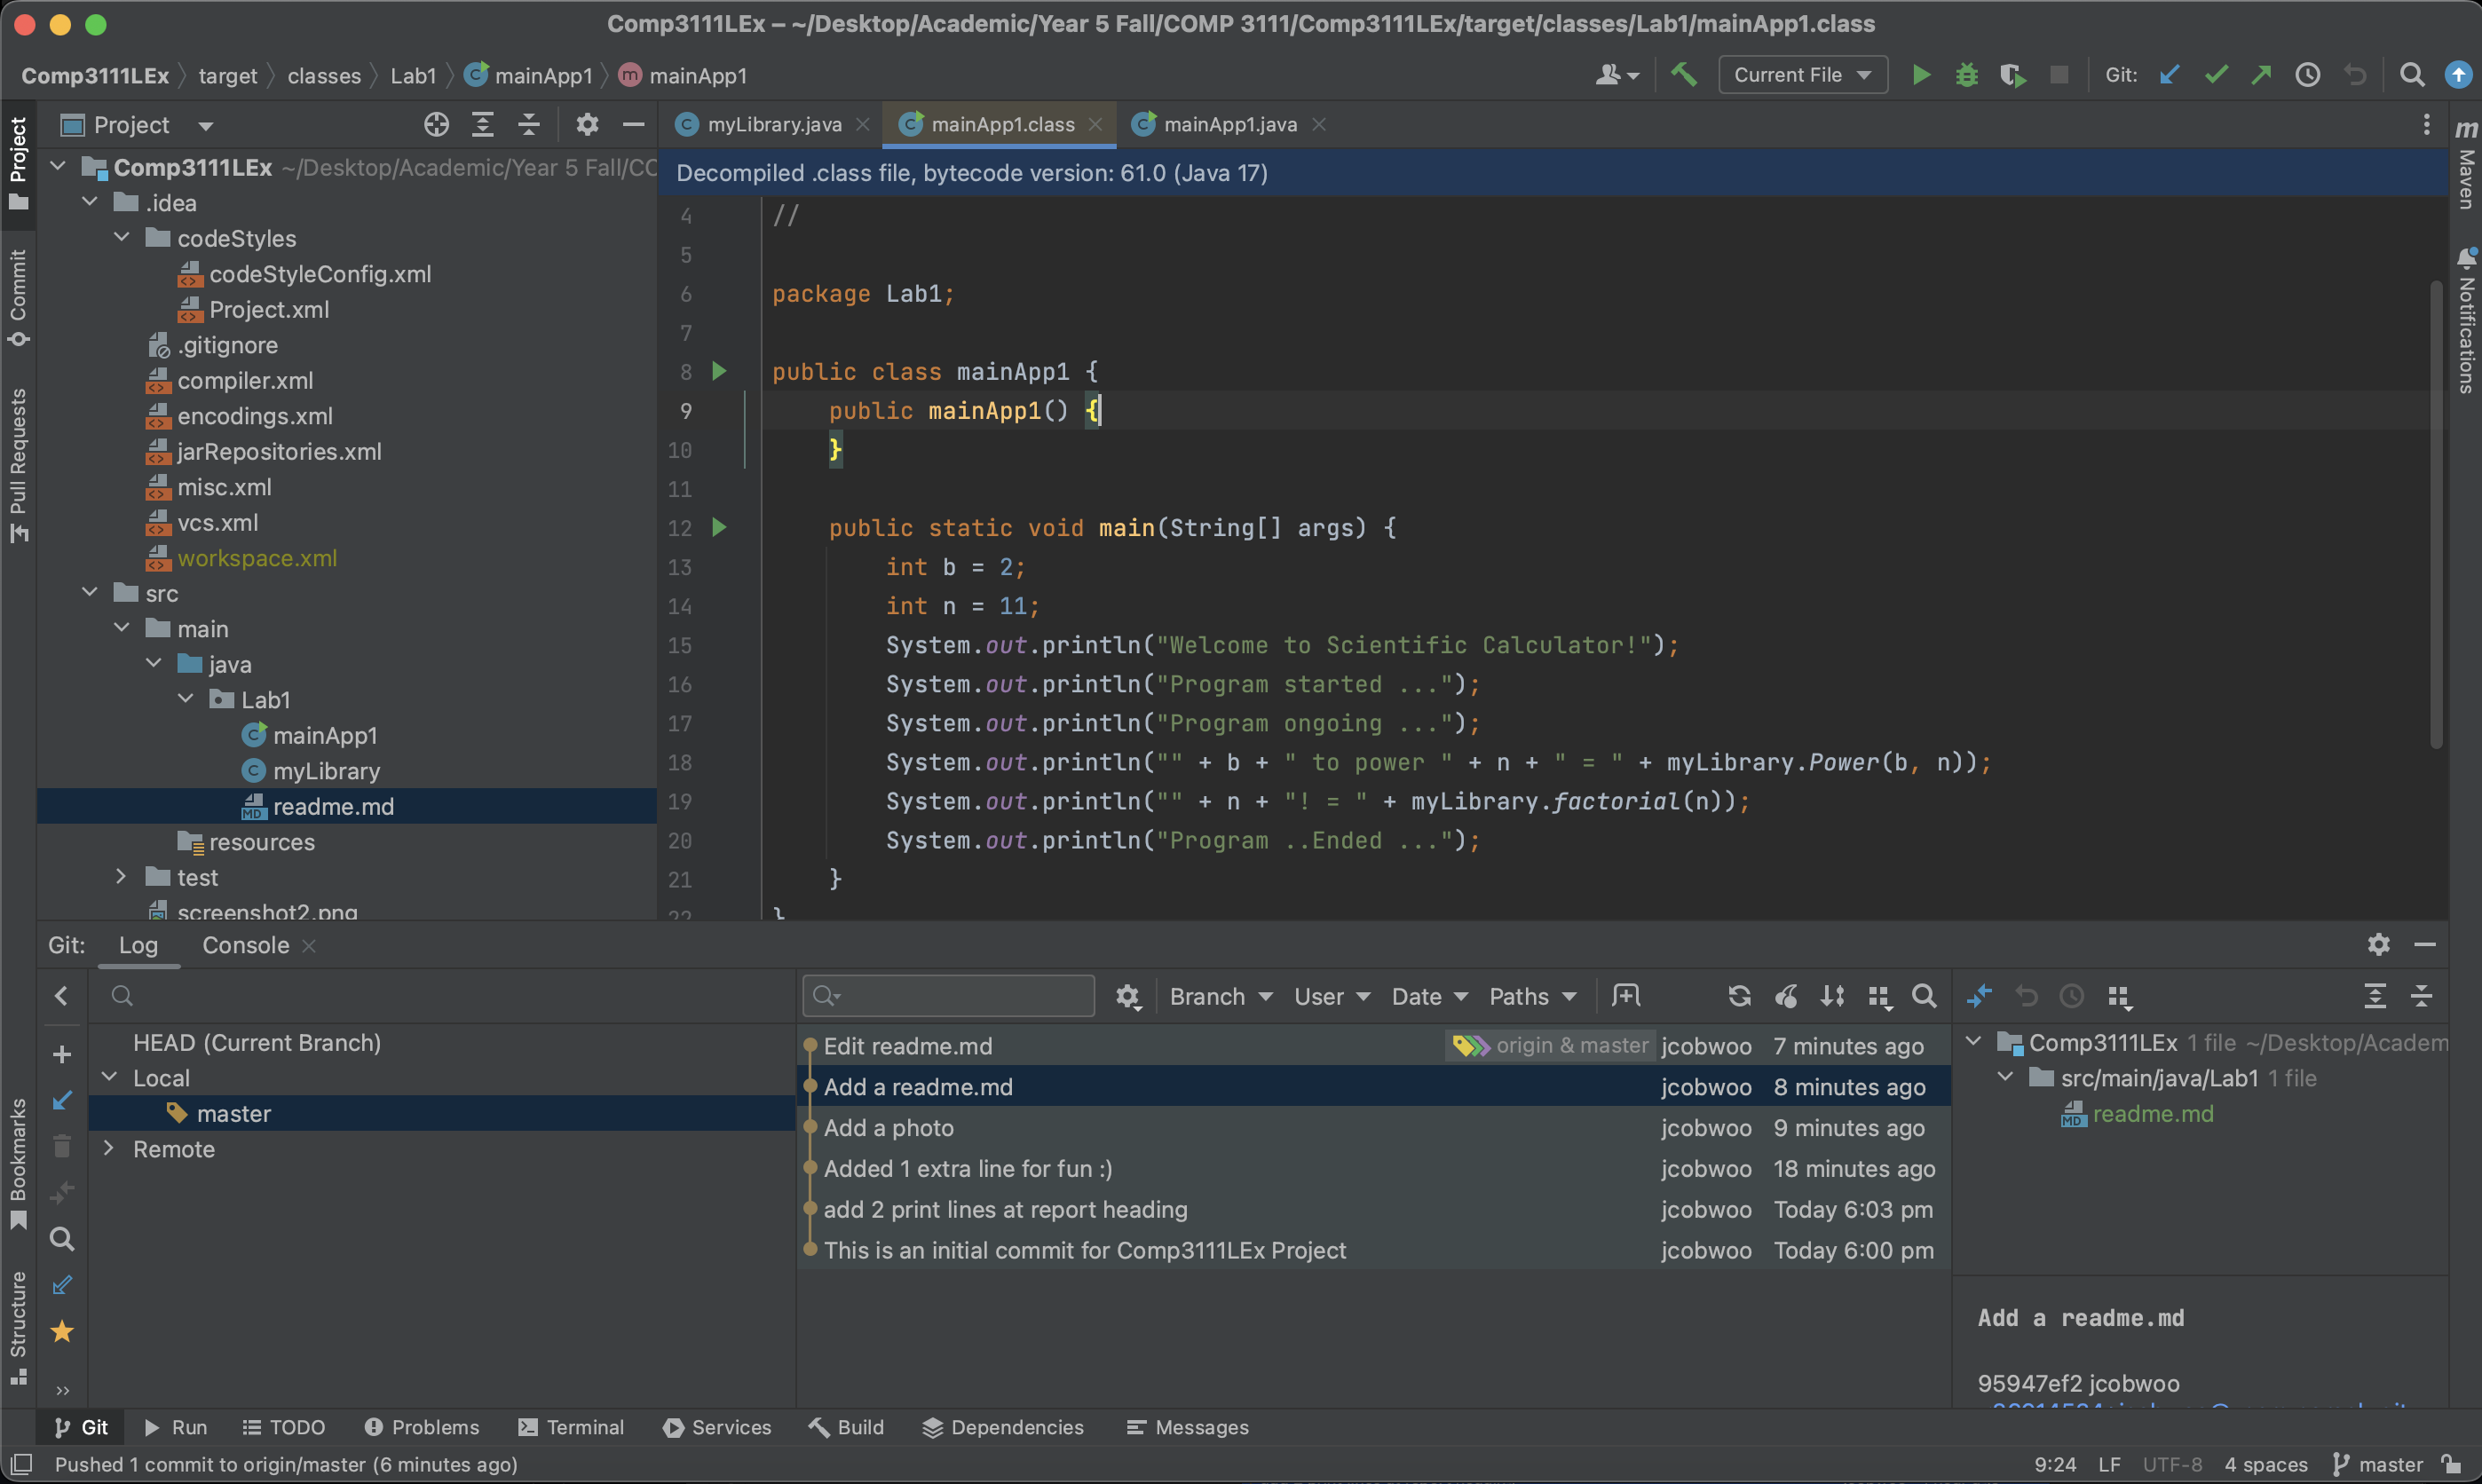 Comp3111LEx – ~/Desktop/Academic/Year 5 Fall/COMP 3111/Comp3111LEx/target/classes/Lab1/mainApp1.class
Comp3111LEx target classes Lab1 mainApp1 mainApp1
Current File Git:
Project
Project
Commit
Pull Requests
Bookmarks
Structure
Comp3111LEx ~/Desktop/Academic/Year 5 Fall/CO
.idea
codeStyles
codeStyleConfig.xml
Project.xml
.gitignore
compiler.xml
encodings.xml
jarRepositories.xml
misc.xml
vcs.xml
workspace.xml
src
main
java
Lab1
mainApp1
myLibrary
readme.md
resources
test
screenshot2.png
myLibrary.java mainApp1.class mainApp1.java
Decompiled .class file, bytecode version: 61.0 (Java 17)
4 //
5
6 package Lab1;
7
8 public class mainApp1 {
9 public mainApp1() {
10 }
11
12 public static void main(String[] args) {
13 int b = 2;
14 int n = 11;
15 System.out.println("Welcome to Scientific Calculator!");
16 System.out.println("Program started ...");
17 System.out.println("Program ongoing ...");
18 System.out.println("" + b + " to power " + n + " = " + myLibrary.Power(b, n));
19 System.out.println("" + n + "! = " + myLibrary.factorial(n));
20 System.out.println("Program ..Ended ...");
21 }
22 }
m Maven
Notifications
Git: Log Console
HEAD (Current Branch)
Local
master
Remote
Branch User Date Paths
Edit readme.md origin & master jcobwoo 7 minutes ago
Add a readme.md jcobwoo 8 minutes ago
Add a photo jcobwoo 9 minutes ago
Added 1 extra line for fun :) jcobwoo 18 minutes ago
add 2 print lines at report heading jcobwoo Today 6:03 pm
This is an initial commit for Comp3111LEx Project jcobwoo Today 6:00 pm
Comp3111LEx 1 file ~/Desktop/Academ
src/main/java/Lab1 1 file
readme.md
Add a readme.md
95947ef2 jcobwoo
Git Run TODO Problems Terminal Services Build Dependencies Messages
Pushed 1 commit to origin/master (6 minutes ago) 9:24 LF UTF-8 4 spaces master